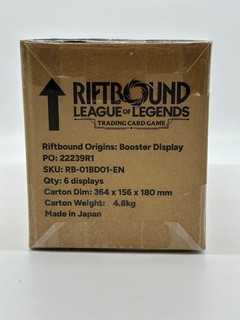 RIFTBOUND
LEAGUE OF LEGENDS
TRADING CARD GAME
Riftbound Origins: Booster Display
PO: 22239R1
SKU: RB-01BD01-EN
Qty: 6 displays
Carton Dim: 364 x 156 x 180 mm
Carton Weight: 4.8kg
Made in Japan